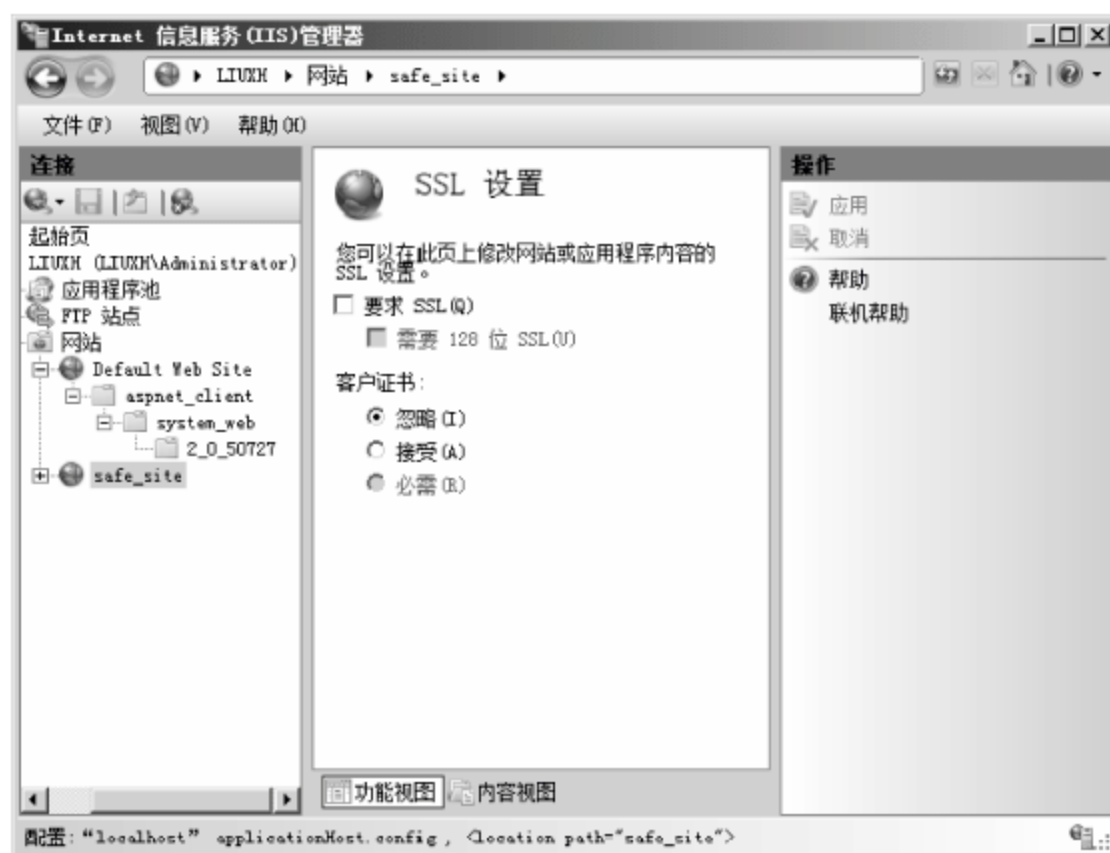 Internet 信息服务(IIS)管理器
LIUXH 网站 safe_site
文件(F) 视图(V) 帮助(H)
连接
起始页
LIUXH (LIUXH\Administrator)
应用程序池
FTP 站点
网站
Default Web Site
aspnet_client
system_web
2_0_50727
safe_site
SSL 设置
您可以在此页上修改网站或应用程序内容的
SSL 设置。
要求 SSL(Q)
需要 128 位 SSL(U)
客户证书:
忽略(I)
接受(A)
必需(R)
功能视图 内容视图
操作
应用
取消
帮助
联机帮助
配置:“localhost” applicationHost.config , <location path="safe_site">